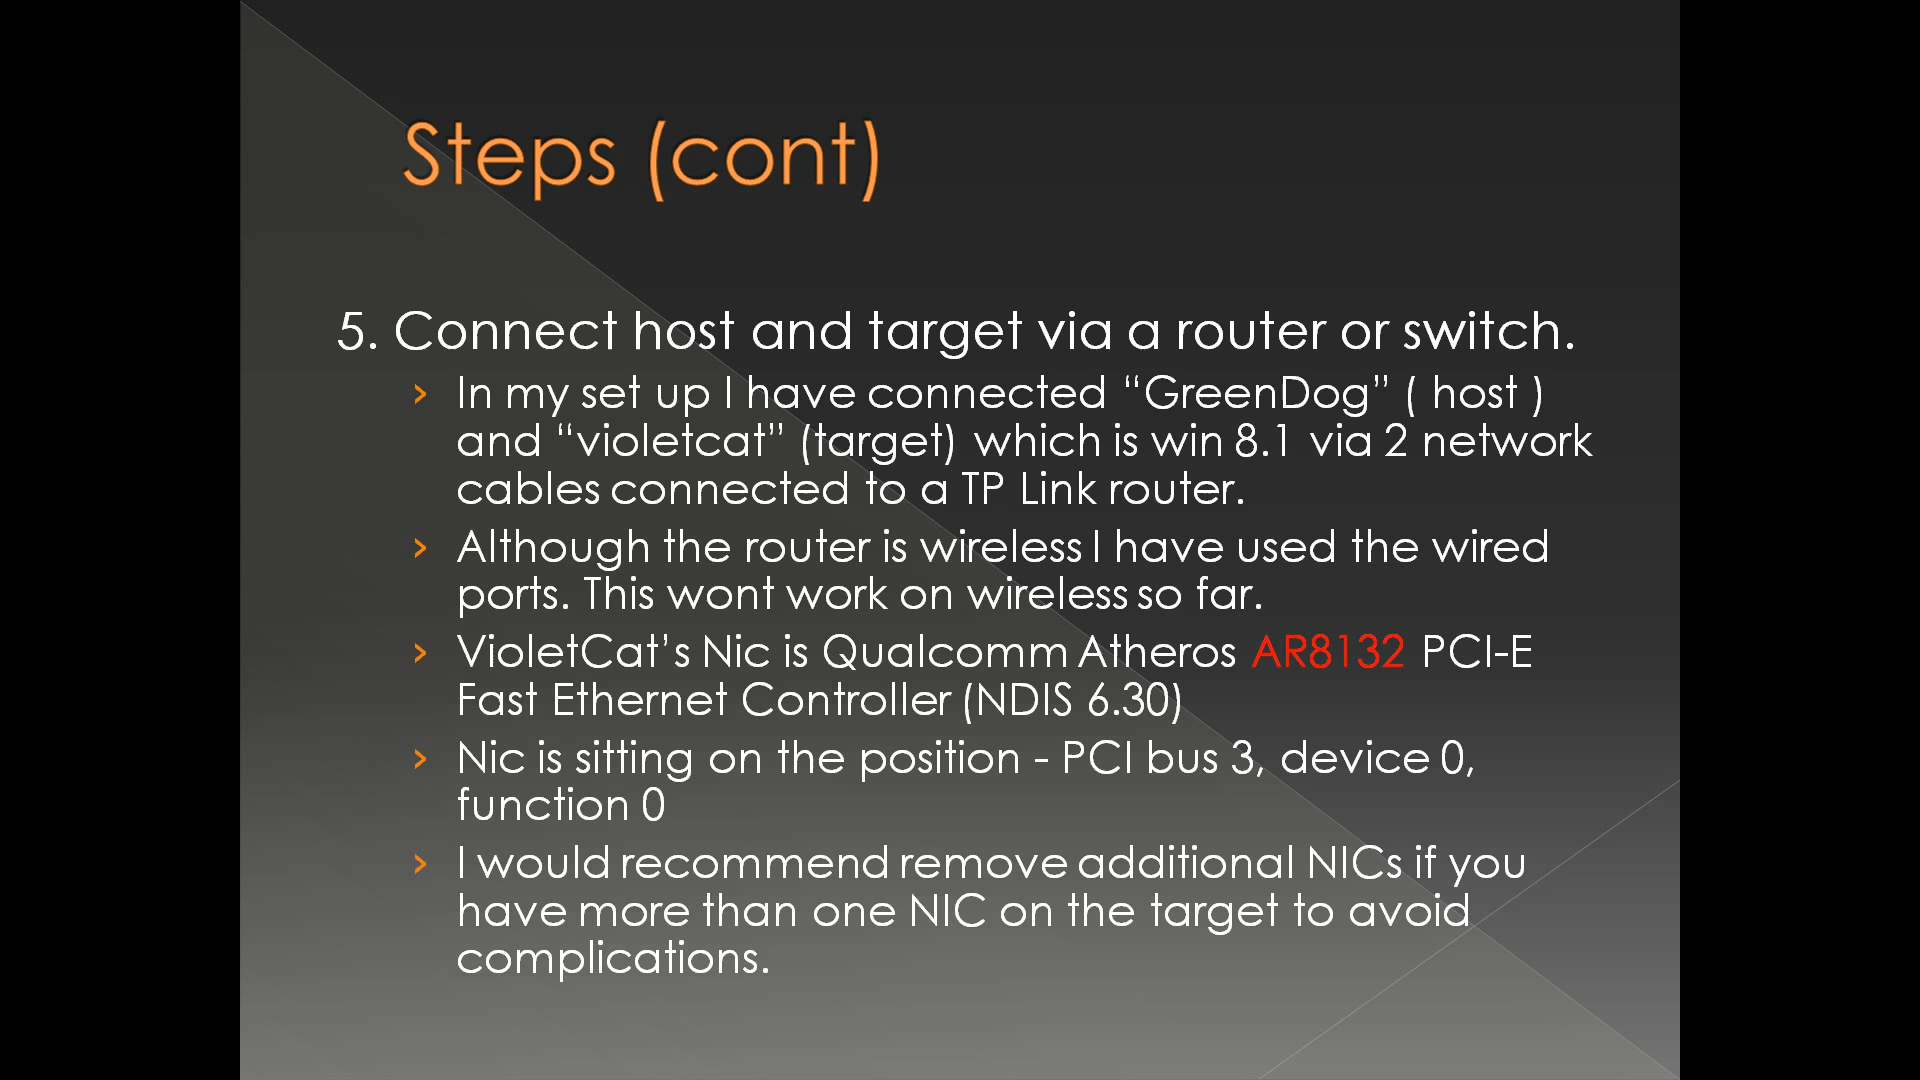 Steps (cont)
5. Connect host and target via a router or switch.
› In my set up I have connected “GreenDog” ( host )
and “violetcat” (target) which is win 8.1 via 2 network
cables connected to a TP Link router.
› Although the router is wireless I have used the wired
ports. This wont work on wireless so far.
› VioletCat’s Nic is Qualcomm Atheros AR8132 PCI-E
Fast Ethernet Controller (NDIS 6.30)
› Nic is sitting on the position - PCI bus 3, device 0,
function 0
› I would recommend remove additional NICs if you
have more than one NIC on the target to avoid
complications.